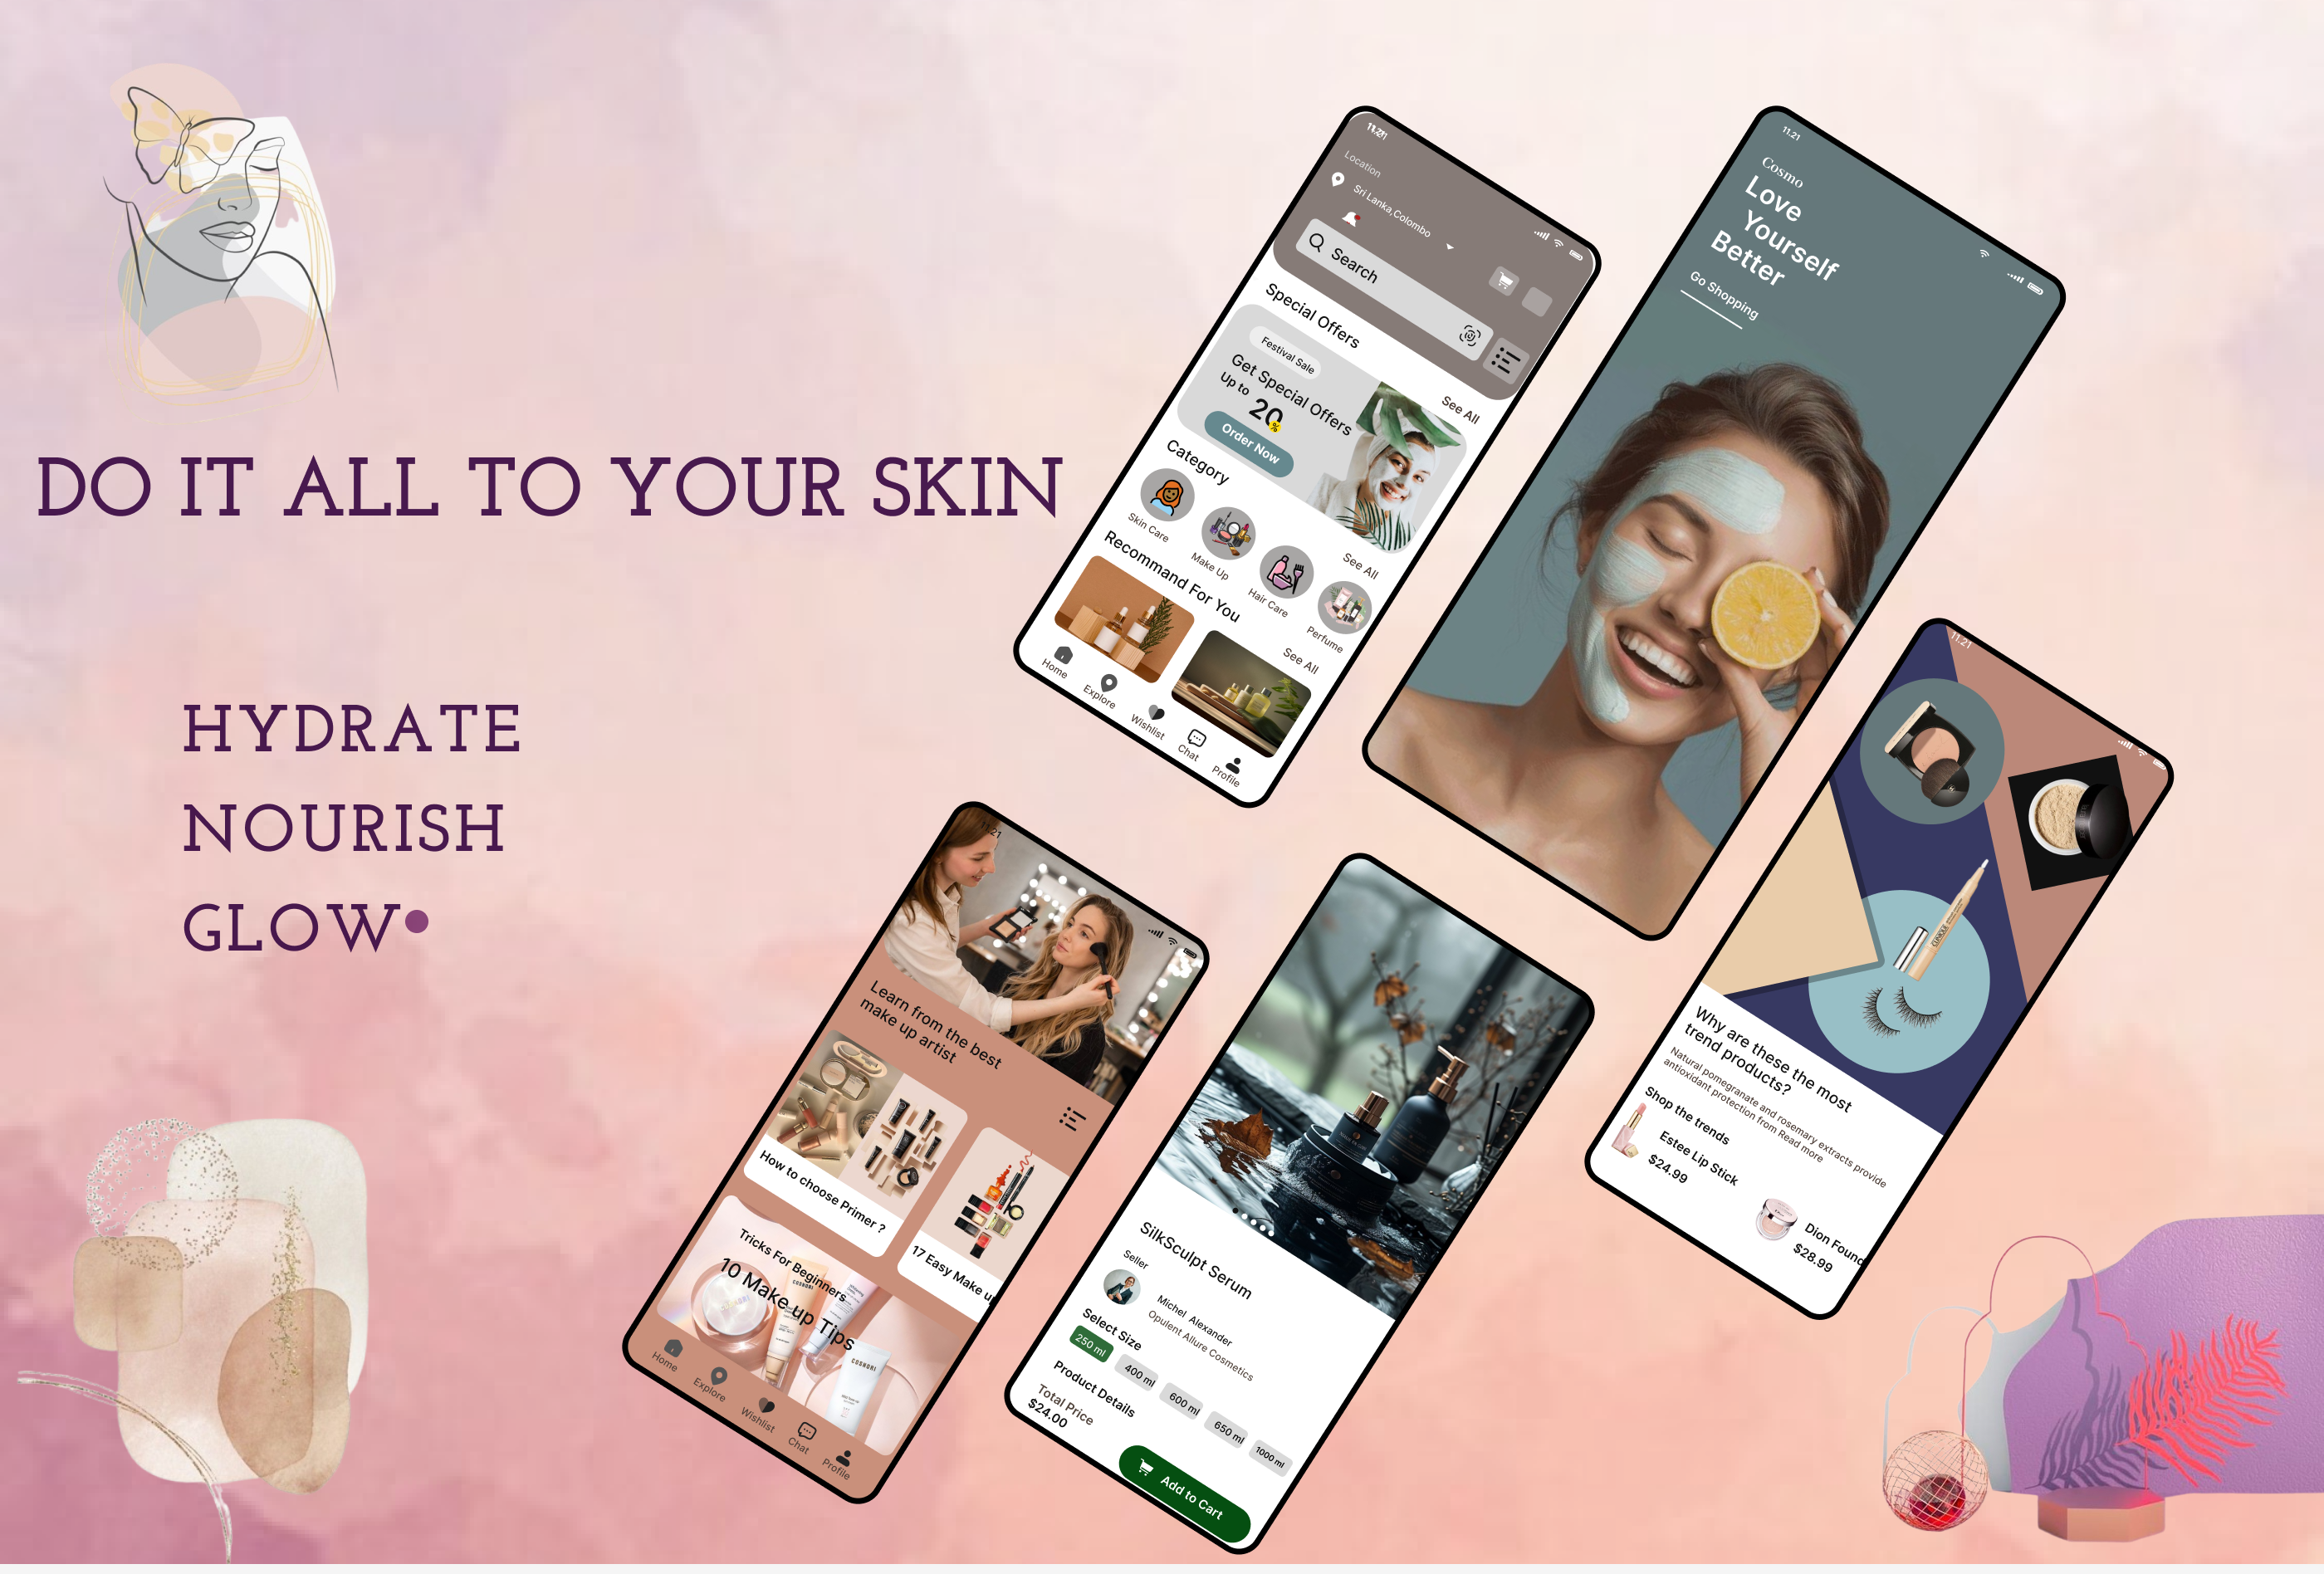 DO IT ALL TO YOUR SKIN
HYDRATE
NOURISH
GLOW
Location
Sri Lanka,Colombo
Search
Special Offers
See All
Festival Sale
Get Special Offers
Up to 20%
Order Now
Category
See All
Skin Care
Make Up
Hair Care
Perfume
Recommand For You
See All
Home
Explore
Wishlist
Chat
Profile
11.21
Cosmo
Love
Yourself
Better
Go Shopping
11.21
Why are these the most
trend products?
Natural pomegranate and rosemary extracts provide
antioxidant protection from Read more
Shop the trends
Estee Lip Stick
$24.99
Dion Found
$28.99
Learn from the best
make up artist
How to choose Primer ?
17 Easy Make u
Tricks For Beginners
10 Make up Tips
COSNORI
COSNORI
Home
Explore
Wishlist
Chat
Profile
SilkSculpt Serum
Seller
Michel Alexander
Opulent Allure Cosmetics
Select Size
250 ml
400 ml
600 ml
650 ml
1000 ml
Product Details
Total Price
$24.00
Add to Cart
CLINIQUE